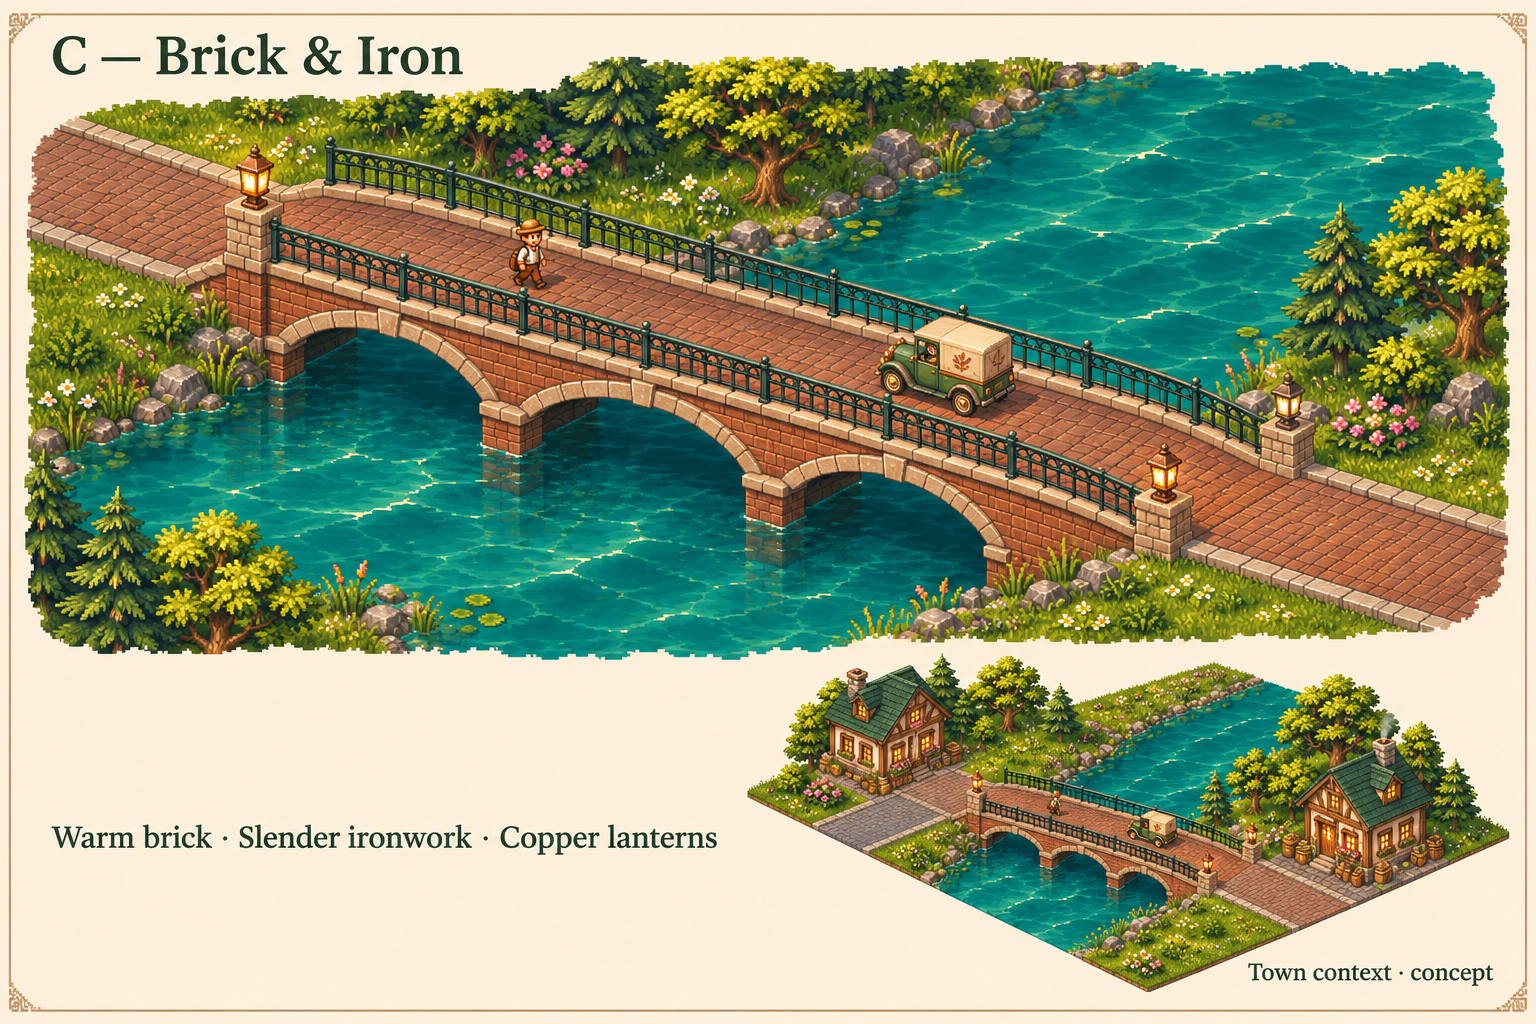 C — Brick & Iron
Warm brick · Slender ironwork · Copper lanterns
Town context · concept